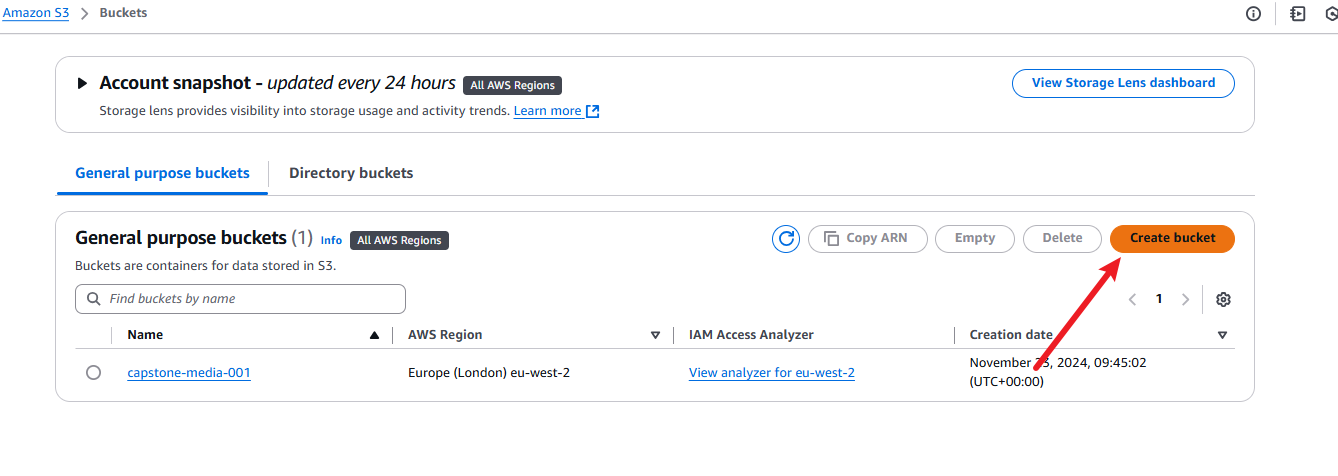 Amazon S3 > Buckets
Account snapshot - updated every 24 hours All AWS Regions View Storage Lens dashboard
Storage lens provides visibility into storage usage and activity trends. Learn more
General purpose buckets Directory buckets
General purpose buckets (1) Info All AWS Regions Copy ARN Empty Delete Create bucket
Buckets are containers for data stored in S3.
Find buckets by name 1
Name AWS Region IAM Access Analyzer Creation date
capstone-media-001 Europe (London) eu-west-2 View analyzer for eu-west-2 November 23, 2024, 09:45:02
(UTC+00:00)